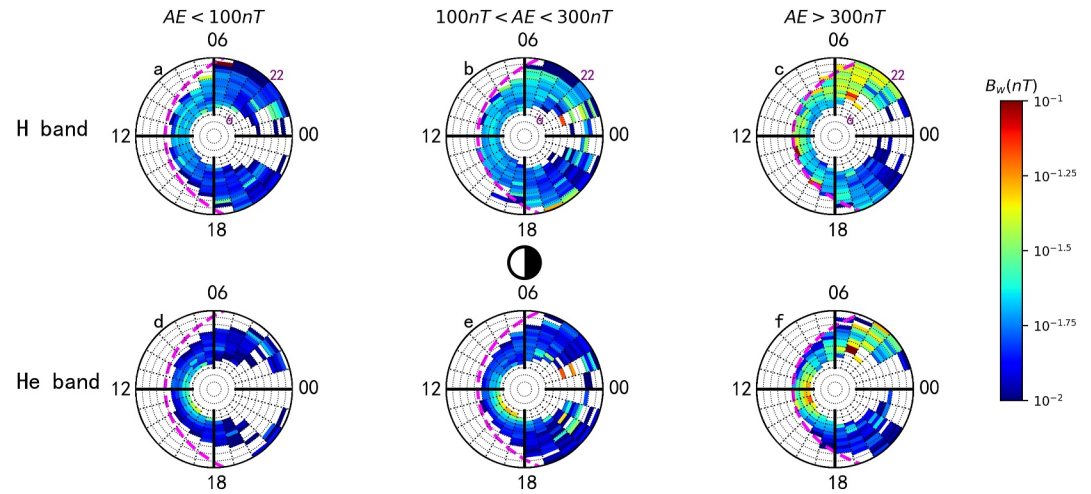 AE < 100nT
100nT < AE < 300nT
AE > 300nT
06
06
06
a
b
c
22
22
22
B_W(nT)
10^-1
H band
12
6
00
12
6
00
12
6
00
10^-1.25
18
18
18
10^-1.5
06
06
06
d
e
f
10^-1.75
He band
12
00
12
00
12
00
10^-2
18
18
18